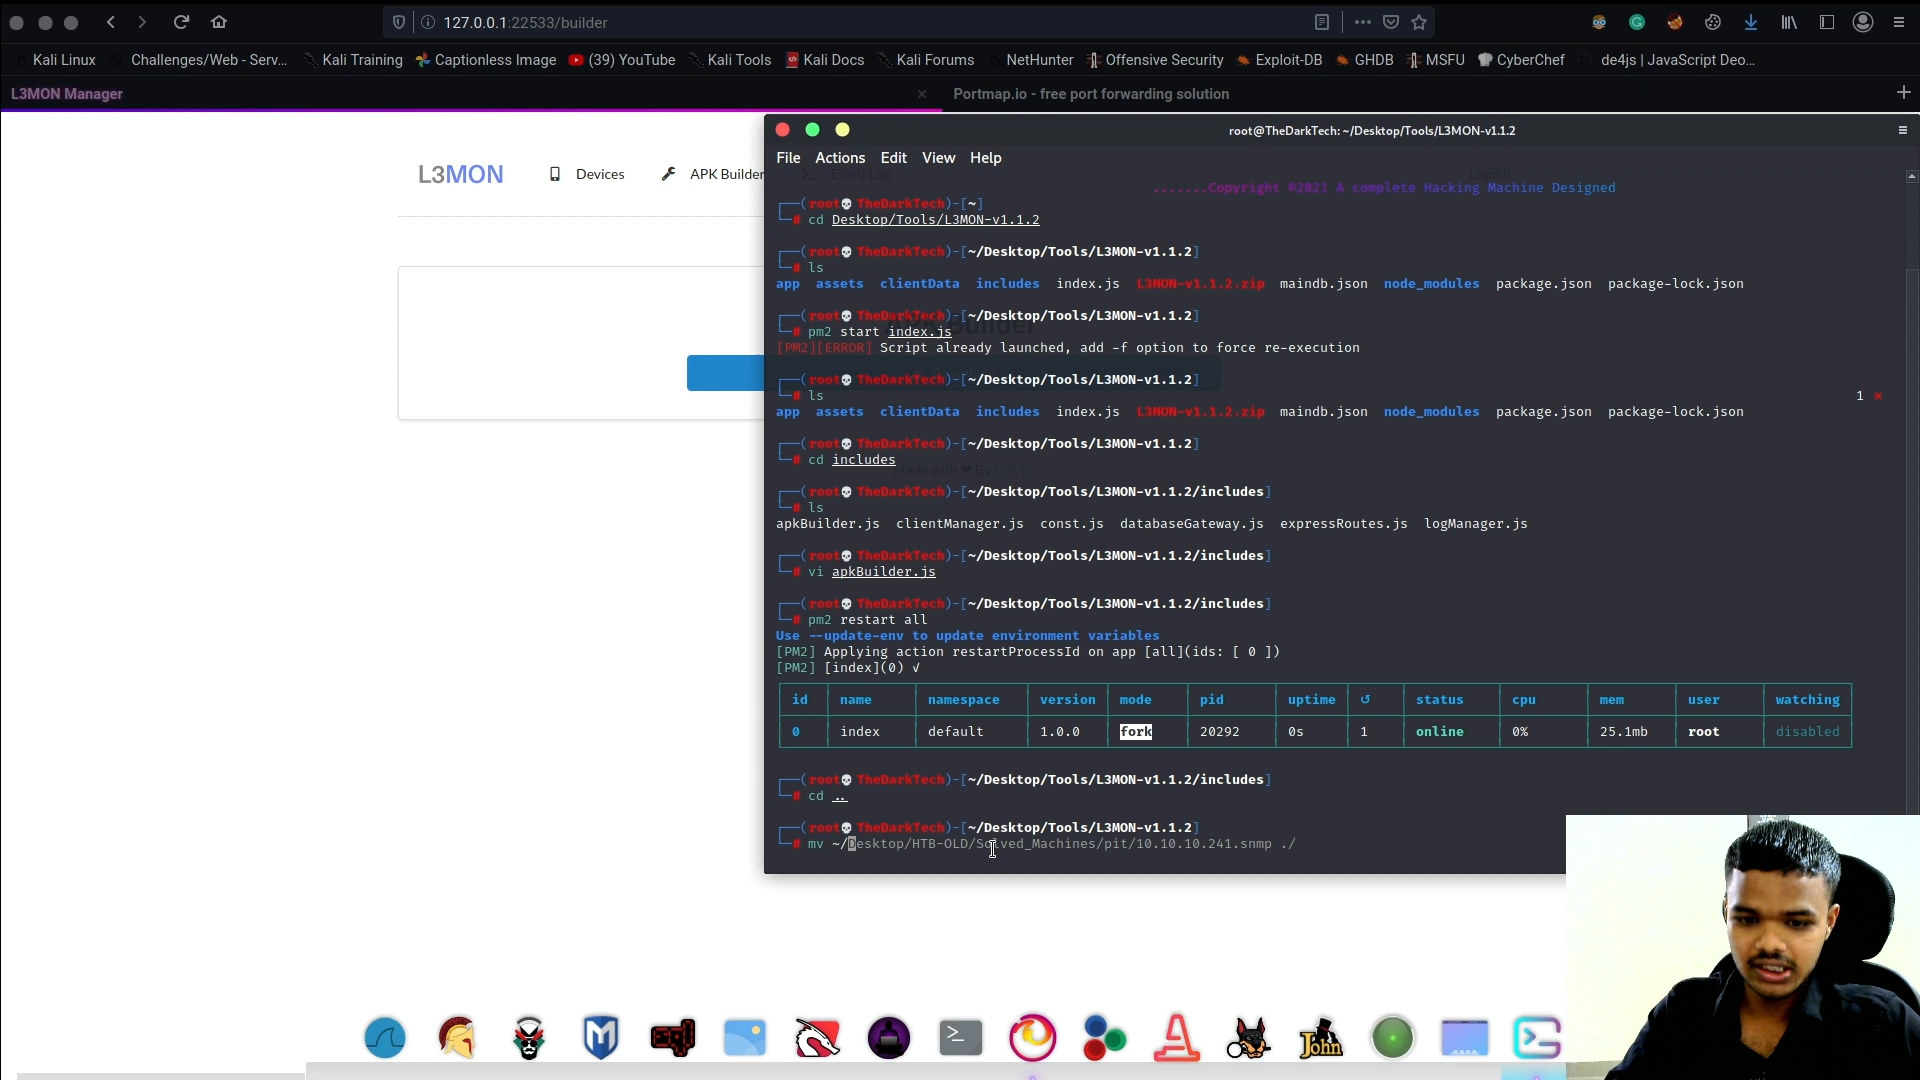 127.0.0.1:22533/builder
Kali Linux Challenges/Web - Serv... Kali Training Captionless Image (39) YouTube Kali Tools Kali Docs Kali Forums NetHunter Offensive Security Exploit-DB GHDB MSFU CyberChef de4js | JavaScript Deo...
L3MON Manager Portmap.io - free port forwarding solution
L3MON Devices APK Builder Event Log Logout
root@TheDarkTech: ~/Desktop/Tools/L3MON-v1.1.2
File Actions Edit View Help
.......Copyright ©2021 A complete Hacking Machine Designed
┌──(root💀TheDarkTech)-[~]
└─# cd Desktop/Tools/L3MON-v1.1.2
┌──(root💀TheDarkTech)-[~/Desktop/Tools/L3MON-v1.1.2]
└─# ls
app assets clientData includes index.js L3MON-v1.1.2.zip maindb.json node_modules package.json package-lock.json
┌──(root💀TheDarkTech)-[~/Desktop/Tools/L3MON-v1.1.2]
└─# pm2 start index.js
[PM2][ERROR] Script already launched, add -f option to force re-execution
┌──(root💀TheDarkTech)-[~/Desktop/Tools/L3MON-v1.1.2]
└─# ls 1 ⨯
app assets clientData includes index.js L3MON-v1.1.2.zip maindb.json node_modules package.json package-lock.json
┌──(root💀TheDarkTech)-[~/Desktop/Tools/L3MON-v1.1.2]
└─# cd includes
Made with ❤ By
┌──(root💀TheDarkTech)-[~/Desktop/Tools/L3MON-v1.1.2/includes]
└─# ls
apkBuilder.js clientManager.js const.js databaseGateway.js expressRoutes.js logManager.js
┌──(root💀TheDarkTech)-[~/Desktop/Tools/L3MON-v1.1.2/includes]
└─# vi apkBuilder.js
┌──(root💀TheDarkTech)-[~/Desktop/Tools/L3MON-v1.1.2/includes]
└─# pm2 restart all
Use --update-env to update environment variables
[PM2] Applying action restartProcessId on app [all](ids: [ 0 ])
[PM2] [index](0) ✓
id name namespace version mode pid uptime ↺ status cpu mem user watching
0 index default 1.0.0 fork 20292 0s 1 online 0% 25.1mb root disabled
┌──(root💀TheDarkTech)-[~/Desktop/Tools/L3MON-v1.1.2/includes]
└─# cd ..
┌──(root💀TheDarkTech)-[~/Desktop/Tools/L3MON-v1.1.2]
└─# mv ~/Desktop/HTB-OLD/Solved_Machines/pit/10.10.10.241.snmp ./
John